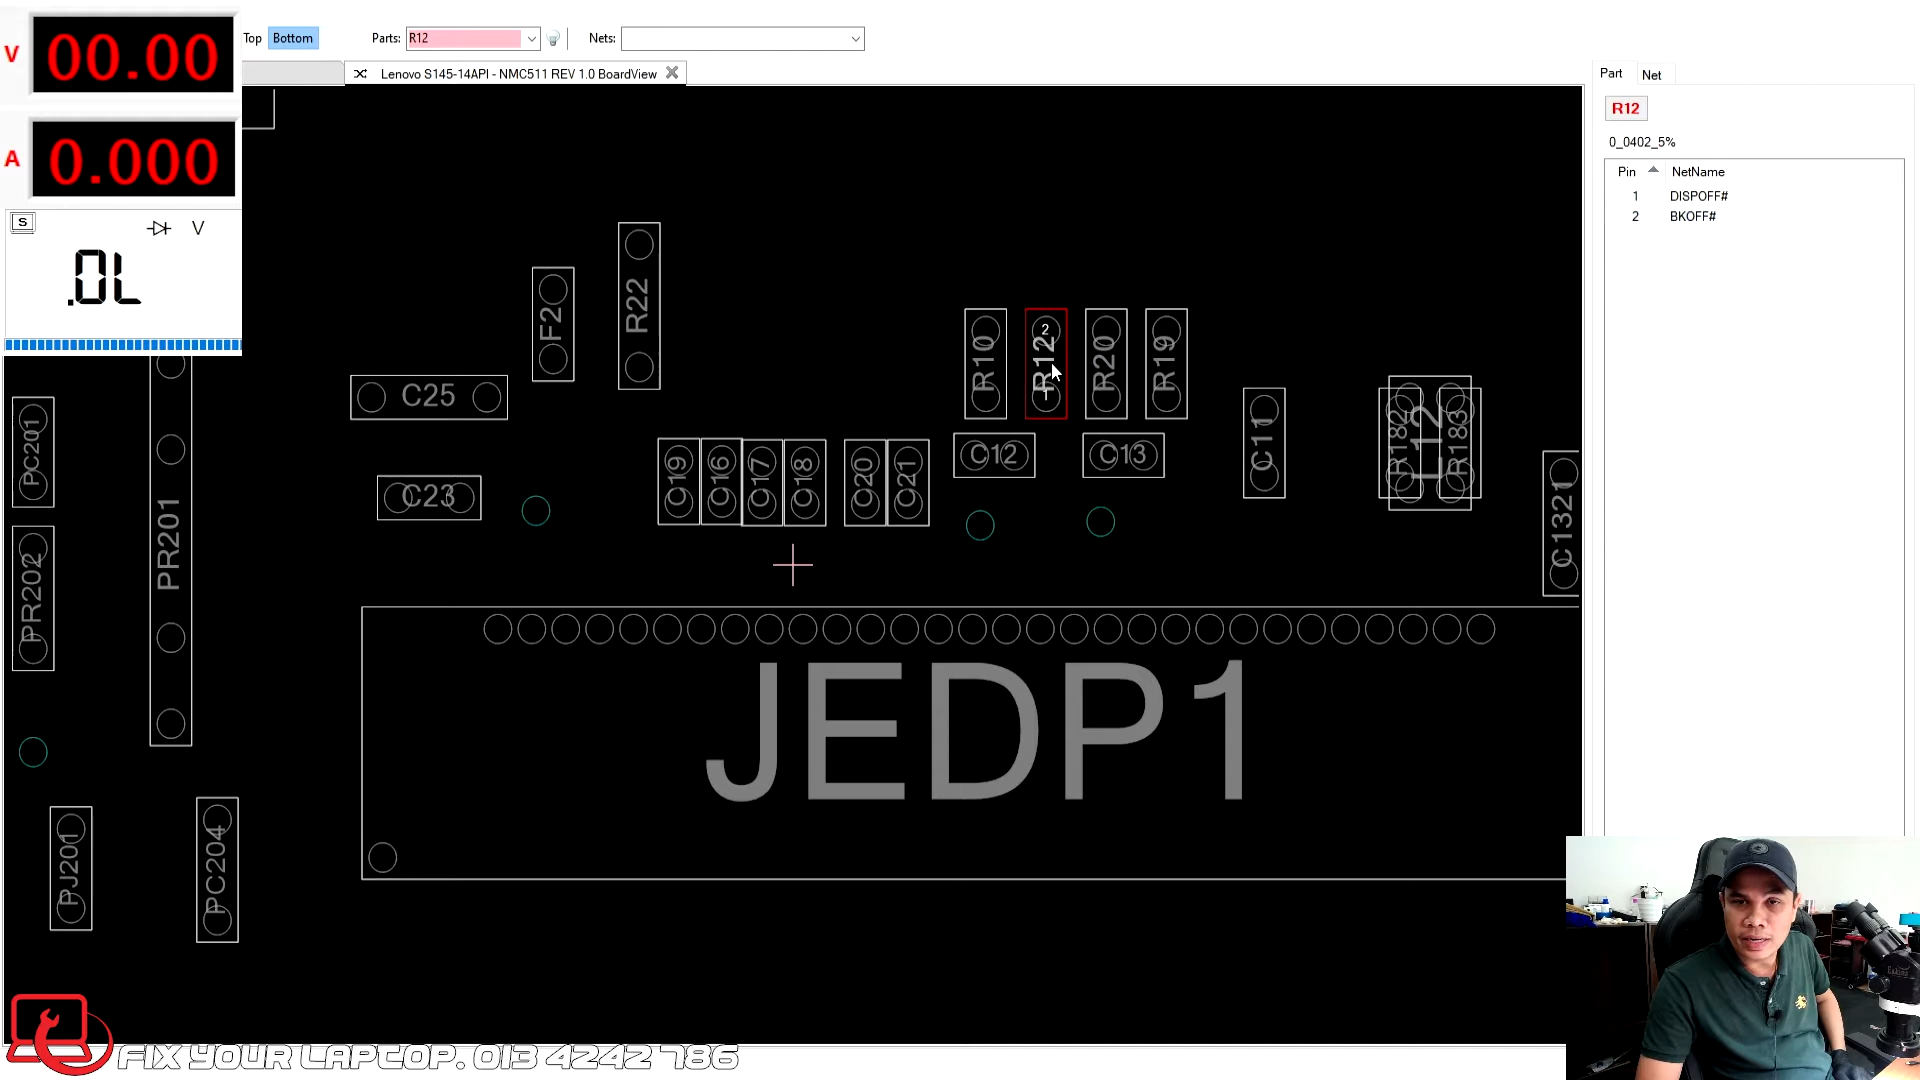 V 00.00
A 0.000
S
V
.0L
Top Bottom Parts: R12 Nets:
Lenovo S145-14API - NMC511 REV 1.0 BoardView
Part Net
R12
0_0402_5%
Pin NetName
1 DISPOFF#
2 BKOFF#
F2
R22
R10
2
R12
1
R20
R19
C25
C23
C19
C16
C17
C18
C20
C21
C12
C13
C11
R182
L12
R183
C1321
PC201
PR202
PR201
PJ201
PC204
JEDP1
FIX YOUR LAPTOP. 013 4242 786